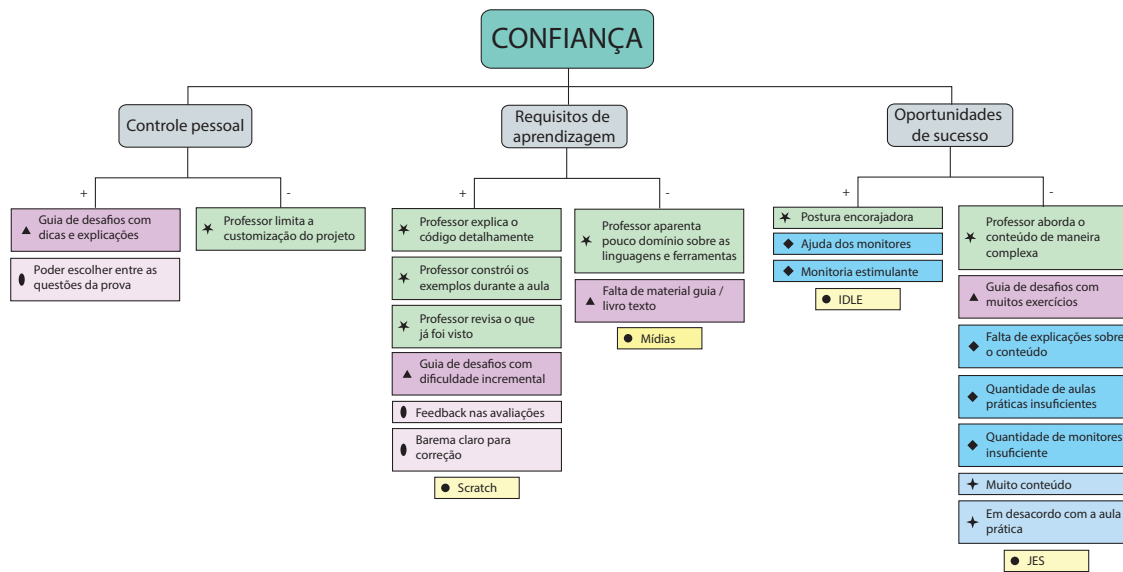 CONFIANÇA
Controle pessoal
Requisitos de
aprendizagem
Oportunidades
de sucesso
+
-
+
-
+
-
Guia de desafios com
dicas e explicações
Poder escolher entre as
questões da prova
Professor limita a
customização do projeto
Professor explica o
código detalhamente
Professor constrói os
exemplos durante a aula
Professor revisa o que
já foi visto
Guia de desafios com
dificuldade incremental
Feedback nas avaliações
Barema claro para
correção
Scratch
Professor aparenta
pouco domínio sobre as
linguagens e ferramentas
Falta de material guia /
livro texto
Mídias
Postura encorajadora
Ajuda dos monitores
Monitoria estimulante
IDLE
Professor aborda o
conteúdo de maneira
complexa
Guia de desafios com
muitos exercícios
Falta de explicações sobre
o conteúdo
Quantidade de aulas
práticas insuficientes
Quantidade de monitores
insuficiente
Muito conteúdo
Em desacordo com a aula
prática
JES